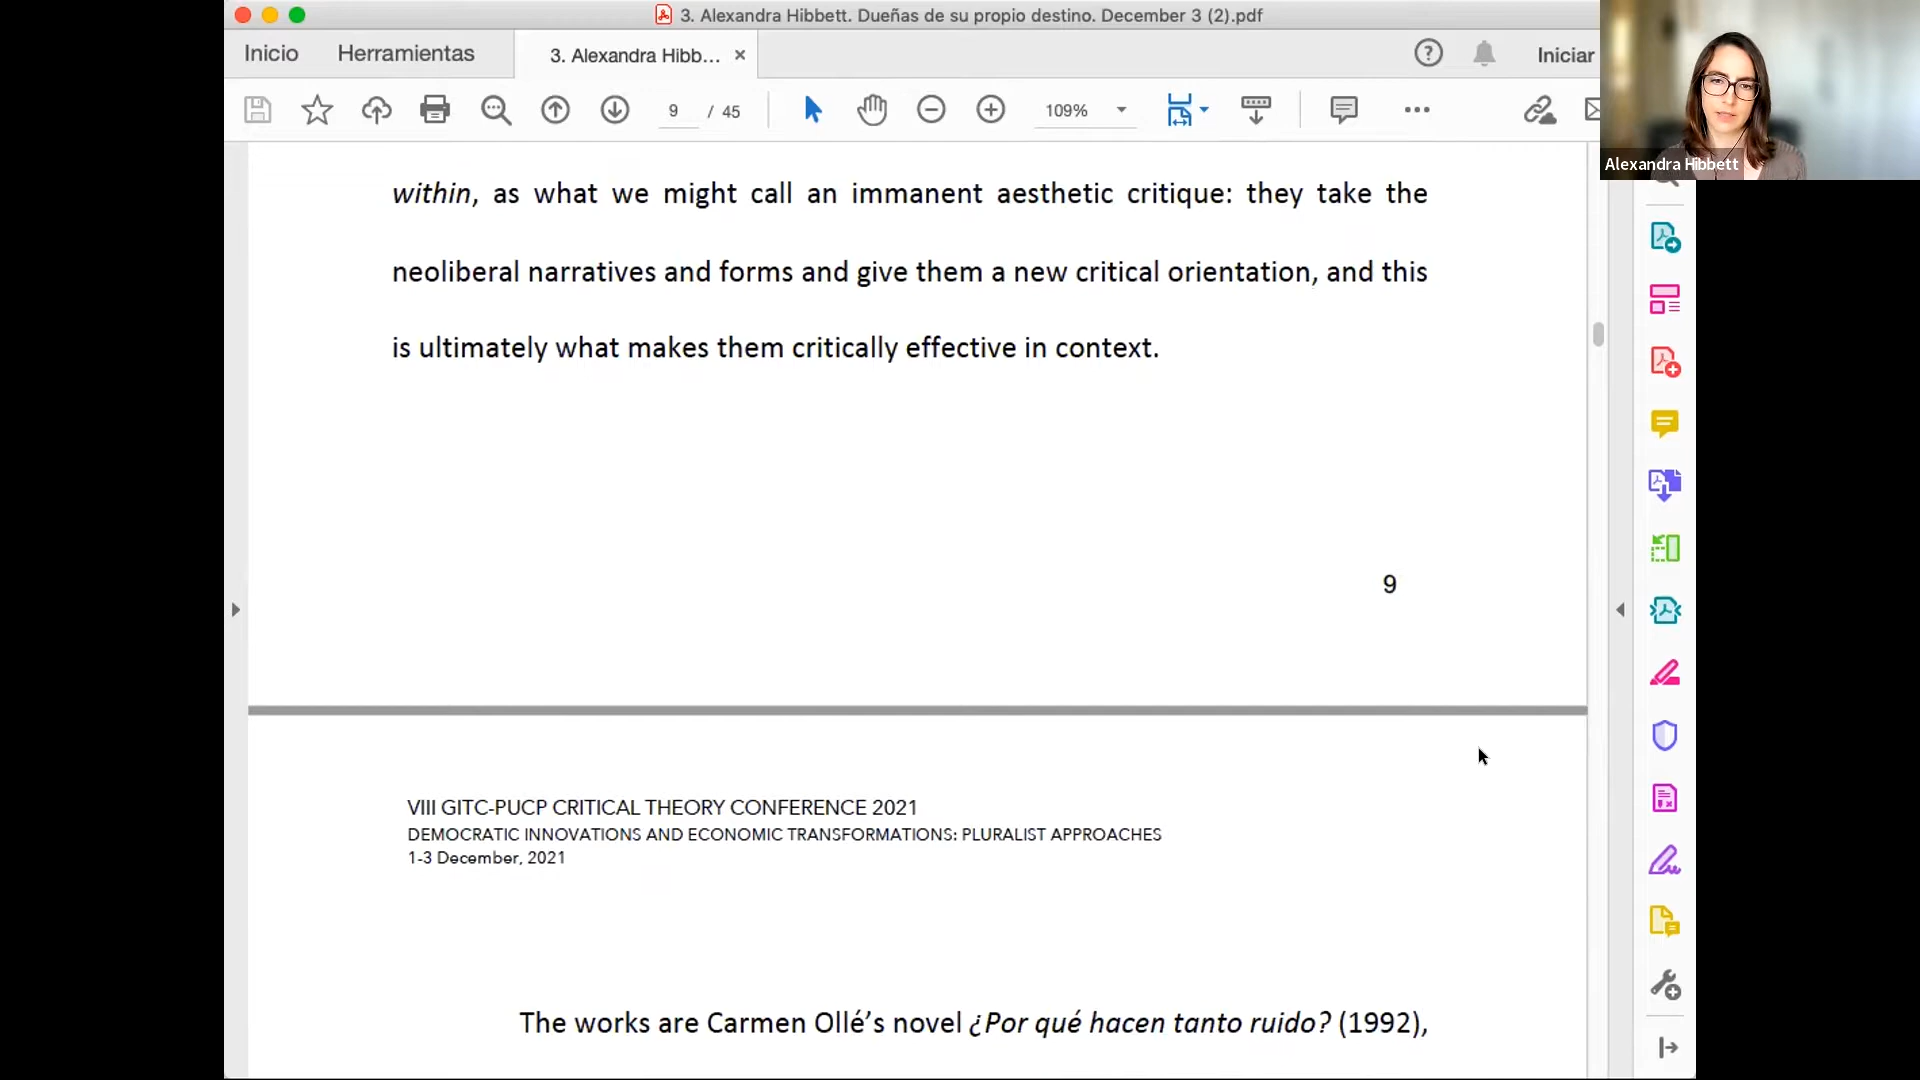 3. Alexandra Hibbett. Dueñas de su propio destino. December 3 (2).pdf
Inicio
Herramientas
3. Alexandra Hibb...
Iniciar
9 / 45
109%
Alexandra Hibbett
within, as what we might call an immanent aesthetic critique: they take the
neoliberal narratives and forms and give them a new critical orientation, and this
is ultimately what makes them critically effective in context.
9
VIII GITC-PUCP CRITICAL THEORY CONFERENCE 2021
DEMOCRATIC INNOVATIONS AND ECONOMIC TRANSFORMATIONS: PLURALIST APPROACHES
1-3 December, 2021
The works are Carmen Ollé’s novel ¿Por qué hacen tanto ruido? (1992),